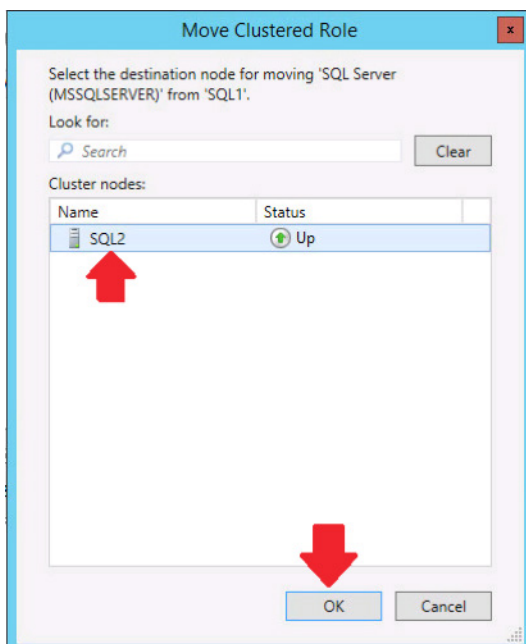 Move Clustered Role
x
Select the destination node for moving 'SQL Server
(MSSQLSERVER)' from 'SQL1'.
Look for:
Search
Clear
Cluster nodes:
Name Status
SQL2 Up
OK Cancel